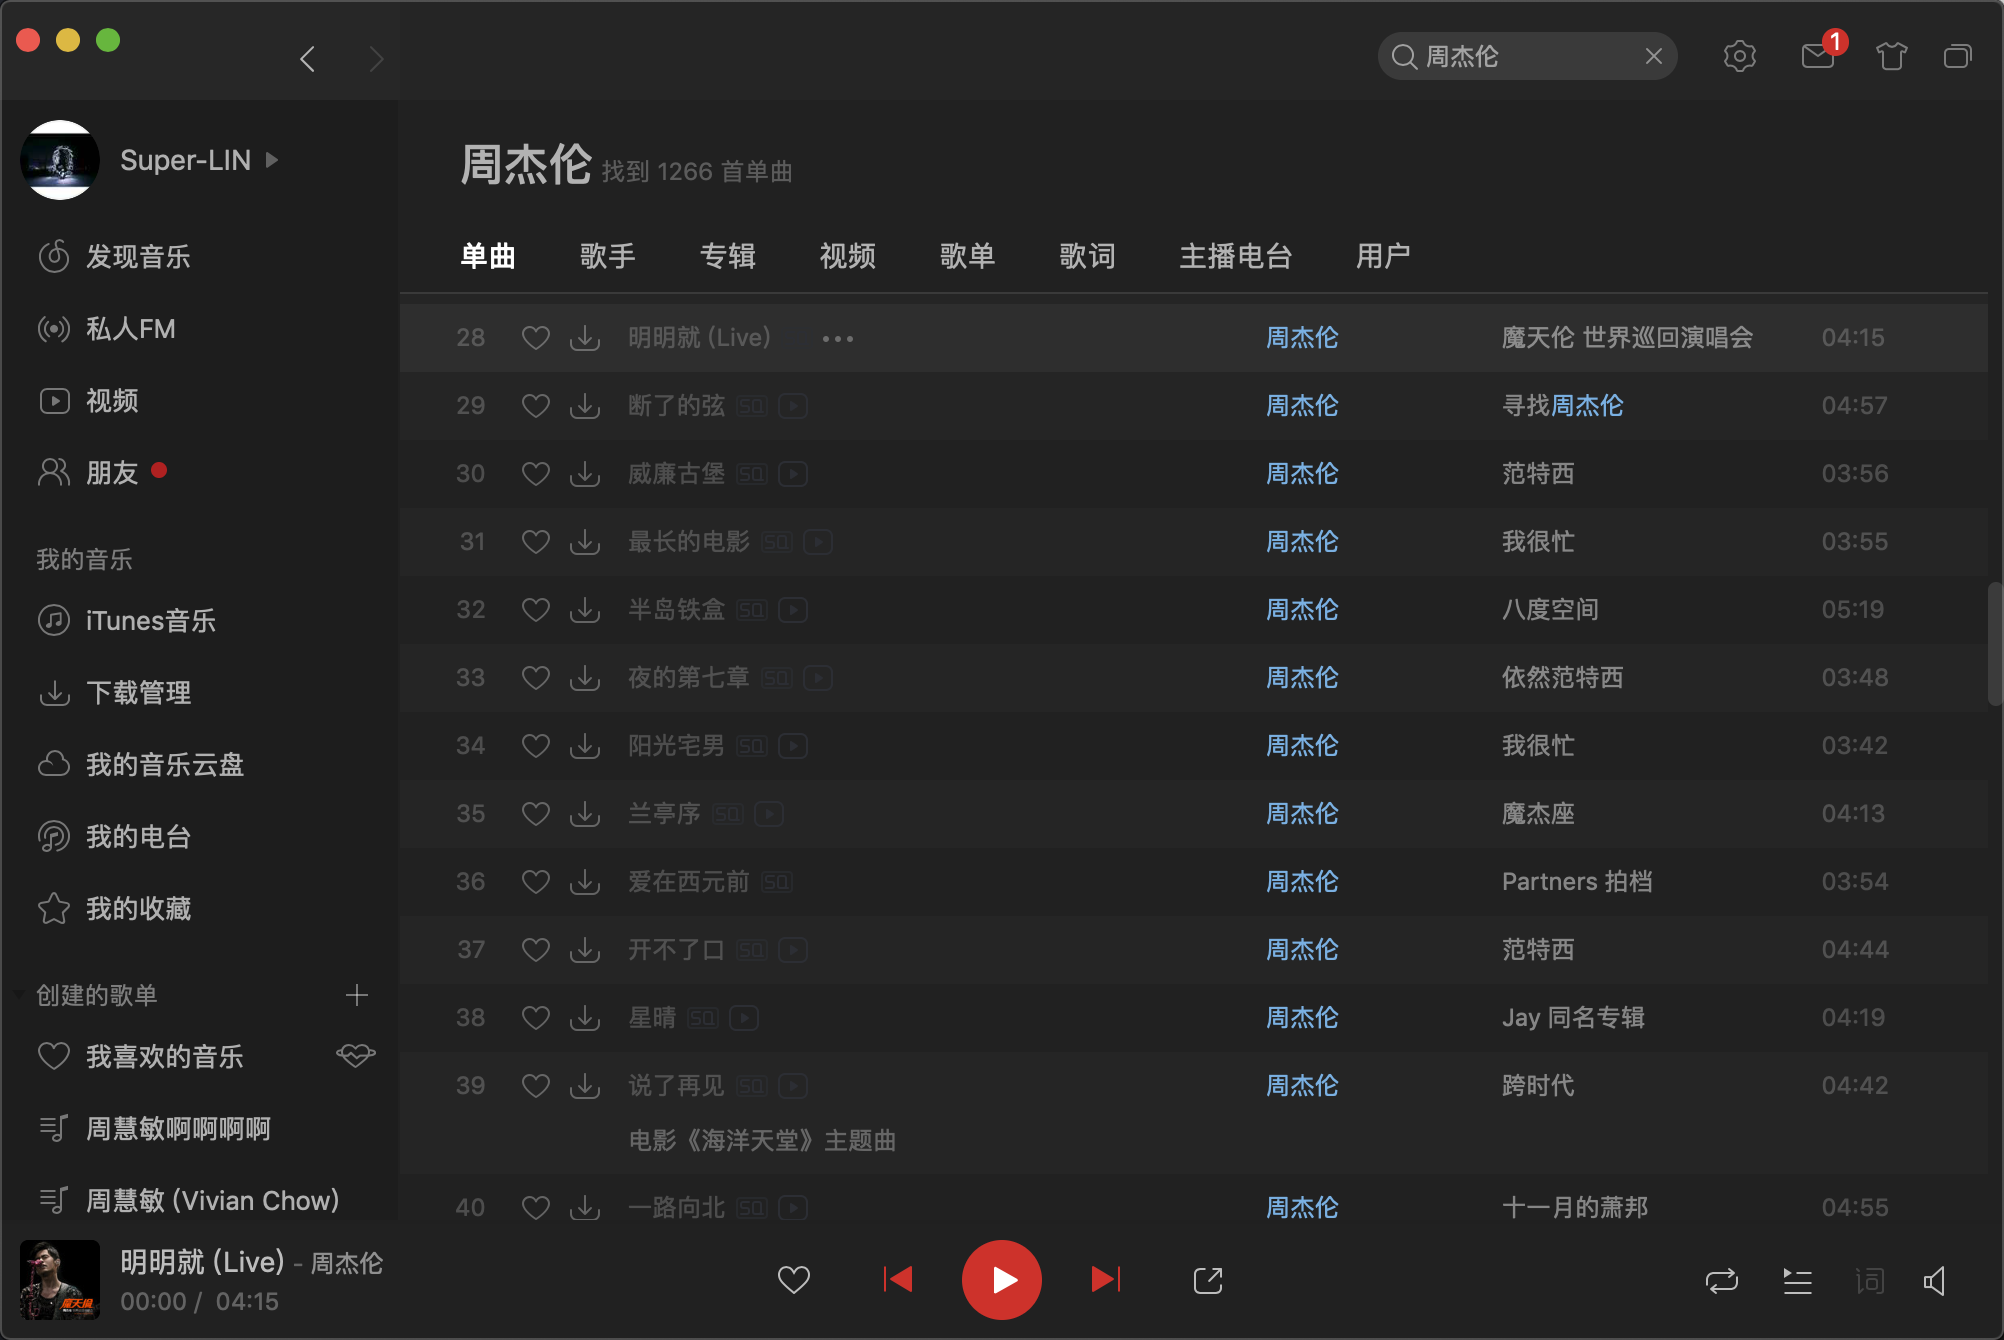 周杰伦
1
Super-LIN
发现音乐
私人FM
视频
朋友
我的音乐
iTunes音乐
下载管理
我的音乐云盘
我的电台
我的收藏
创建的歌单
我喜欢的音乐
周慧敏啊啊啊啊
周慧敏 (Vivian Chow)
周杰伦 找到 1266 首单曲
单曲 歌手 专辑 视频 歌单 歌词 主播电台 用户
28 明明就 (Live) 周杰伦 魔天伦 世界巡回演唱会 04:15
29 断了的弦 SQ 周杰伦 寻找周杰伦 04:57
30 威廉古堡 SQ 周杰伦 范特西 03:56
31 最长的电影 SQ 周杰伦 我很忙 03:55
32 半岛铁盒 SQ 周杰伦 八度空间 05:19
33 夜的第七章 SQ 周杰伦 依然范特西 03:48
34 阳光宅男 SQ 周杰伦 我很忙 03:42
35 兰亭序 SQ 周杰伦 魔杰座 04:13
36 爱在西元前 SQ 周杰伦 Partners 拍档 03:54
37 开不了口 SQ 周杰伦 范特西 04:44
38 星晴 SQ 周杰伦 Jay 同名专辑 04:19
39 说了再见 SQ 周杰伦 跨时代 04:42
电影《海洋天堂》主题曲
40 一路向北 SQ 周杰伦 十一月的萧邦 04:55
魔天倫
明明就 (Live) - 周杰伦
00:00 / 04:15
词